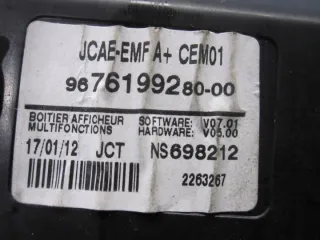 JCAE-EMF A+ CEM01
9676199280-00
BOITIER AFFICHEUR SOFTWARE: V07.01
MULTIFONCTIONS HARDWARE: V05.00
17/01/12 JCT NS698212
2263267